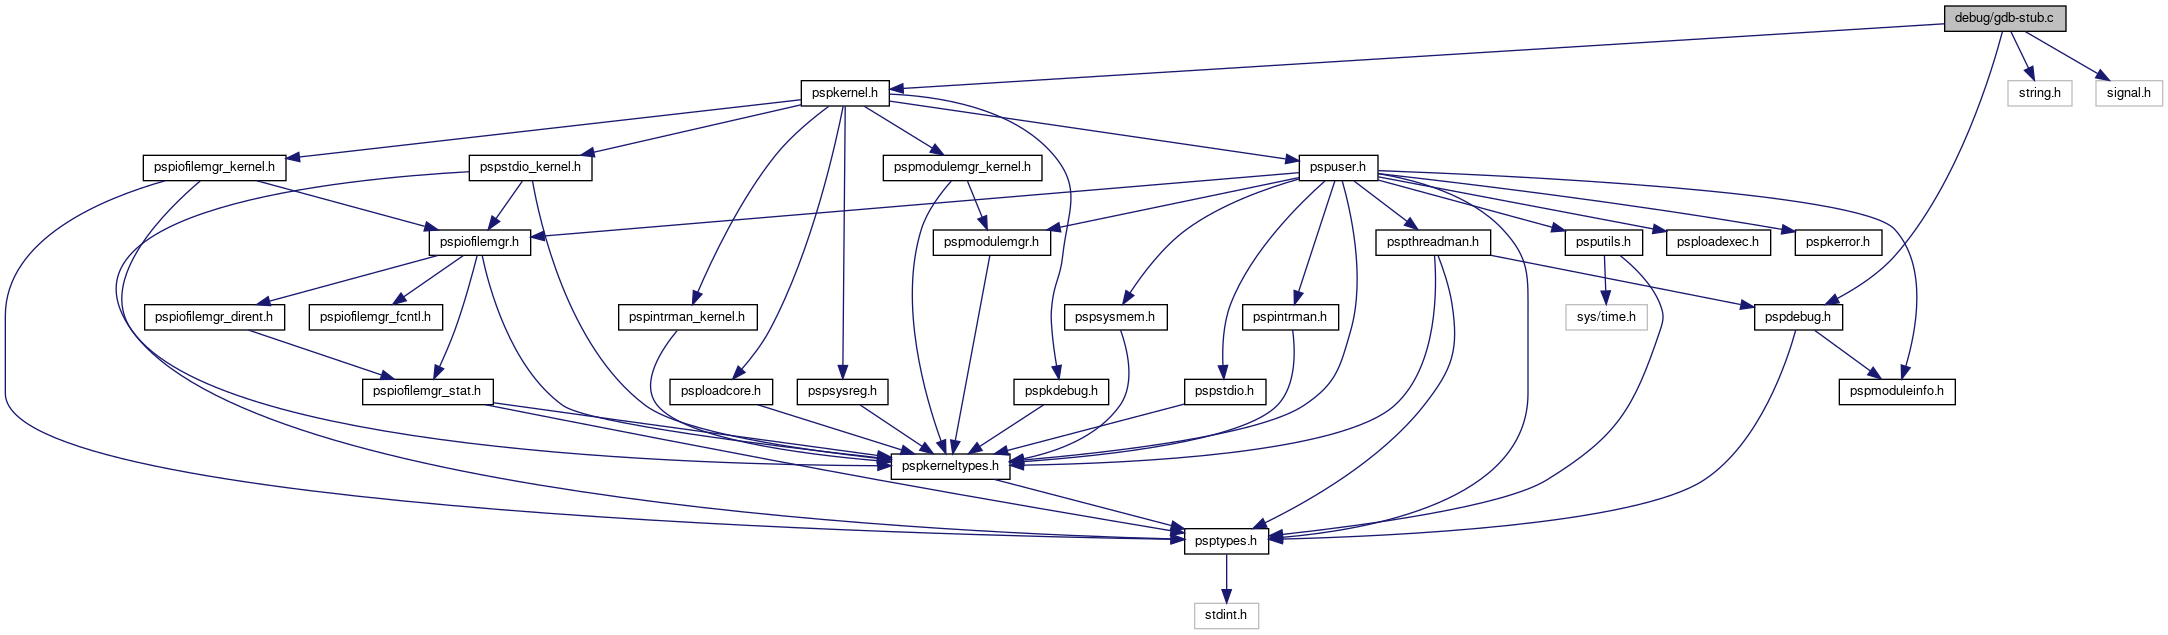 debug/gdb-stub.c
pspkernel.h
string.h
signal.h
pspiofilemgr_kernel.h
pspstdio_kernel.h
pspmodulemgr_kernel.h
pspuser.h
pspiofilemgr.h
pspmodulemgr.h
pspthreadman.h
psputils.h
psploadexec.h
pspkerror.h
pspiofilemgr_dirent.h
pspiofilemgr_fcntl.h
pspintrman_kernel.h
pspsysmem.h
pspintrman.h
sys/time.h
pspdebug.h
pspiofilemgr_stat.h
psploadcore.h
pspsysreg.h
pspkdebug.h
pspstdio.h
pspmoduleinfo.h
pspkerneltypes.h
psptypes.h
stdint.h